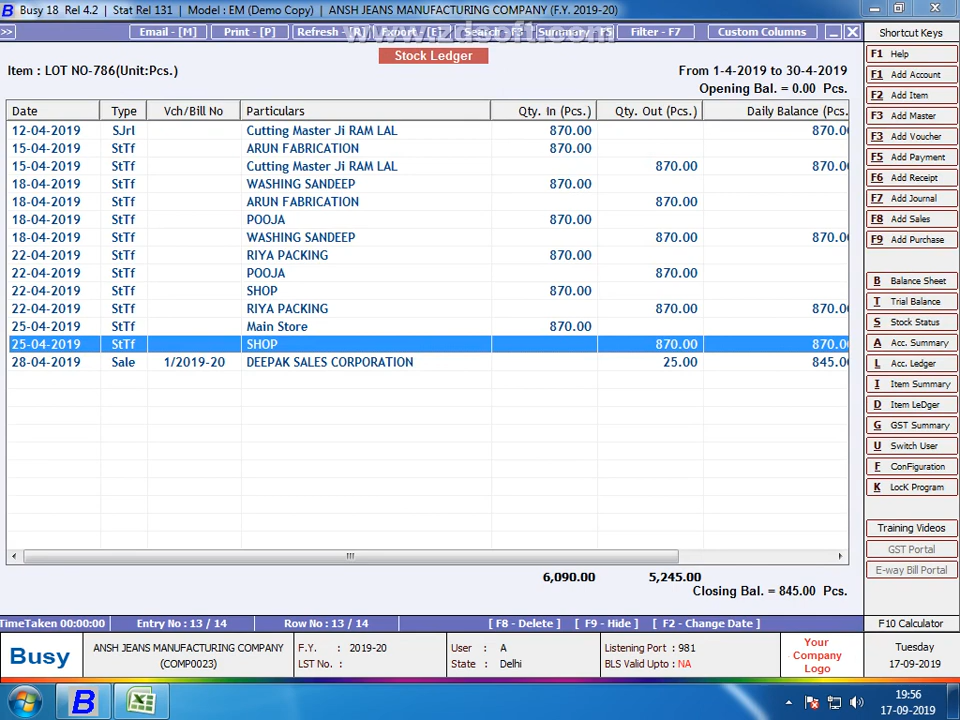 Busy 18 Rel 4.2 | Stat Rel 131 | Model : EM (Demo Copy) | ANSH JEANS MANUFACTURING COMPANY (F.Y. 2019-20)
>> Email - [M] Print - [P] Refresh - [R] Search - F3 Summary - F5 Filter - F7 Custom Columns
Shortcut Keys
Stock Ledger
Item : LOT NO-786(Unit:Pcs.) From 1-4-2019 to 30-4-2019
Opening Bal. = 0.00 Pcs.
Date Type Vch/Bill No Particulars Qty. In (Pcs.) Qty. Out (Pcs.) Daily Balance (Pcs.
12-04-2019 SJrl Cutting Master Ji RAM LAL 870.00 870.00
15-04-2019 StTf ARUN FABRICATION 870.00
15-04-2019 StTf Cutting Master Ji RAM LAL 870.00 870.00
18-04-2019 StTf WASHING SANDEEP 870.00
18-04-2019 StTf ARUN FABRICATION 870.00
18-04-2019 StTf POOJA 870.00
18-04-2019 StTf WASHING SANDEEP 870.00 870.00
22-04-2019 StTf RIYA PACKING 870.00
22-04-2019 StTf POOJA 870.00
22-04-2019 StTf SHOP 870.00
22-04-2019 StTf RIYA PACKING 870.00 870.00
25-04-2019 StTf Main Store 870.00
25-04-2019 StTf SHOP 870.00 870.00
28-04-2019 Sale 1/2019-20 DEEPAK SALES CORPORATION 25.00 845.00
6,090.00 5,245.00
Closing Bal. = 845.00 Pcs.
F1 Help
F1 Add Account
F2 Add Item
F3 Add Master
F3 Add Voucher
F5 Add Payment
F6 Add Receipt
F7 Add Journal
F8 Add Sales
F9 Add Purchase
B Balance Sheet
T Trial Balance
S Stock Status
A Acc. Summary
L Acc. Ledger
I Item Summary
D Item LeDger
G GST Summary
U Switch User
F ConFiguration
K LocK Program
Training Videos
GST Portal
E-way Bill Portal
TimeTaken 00:00:00 Entry No : 13 / 14 Row No : 13 / 14 [ F8 - Delete ] [ F9 - Hide ] [ F2 - Change Date ] F10 Calculator
Busy
ANSH JEANS MANUFACTURING COMPANY
(COMP0023)
F.Y. : 2019-20
LST No. :
User : A
State : Delhi
Listening Port : 981
BLS Valid Upto : NA
Your
Company
Logo
Tuesday
17-09-2019
B
19:56
17-09-2019